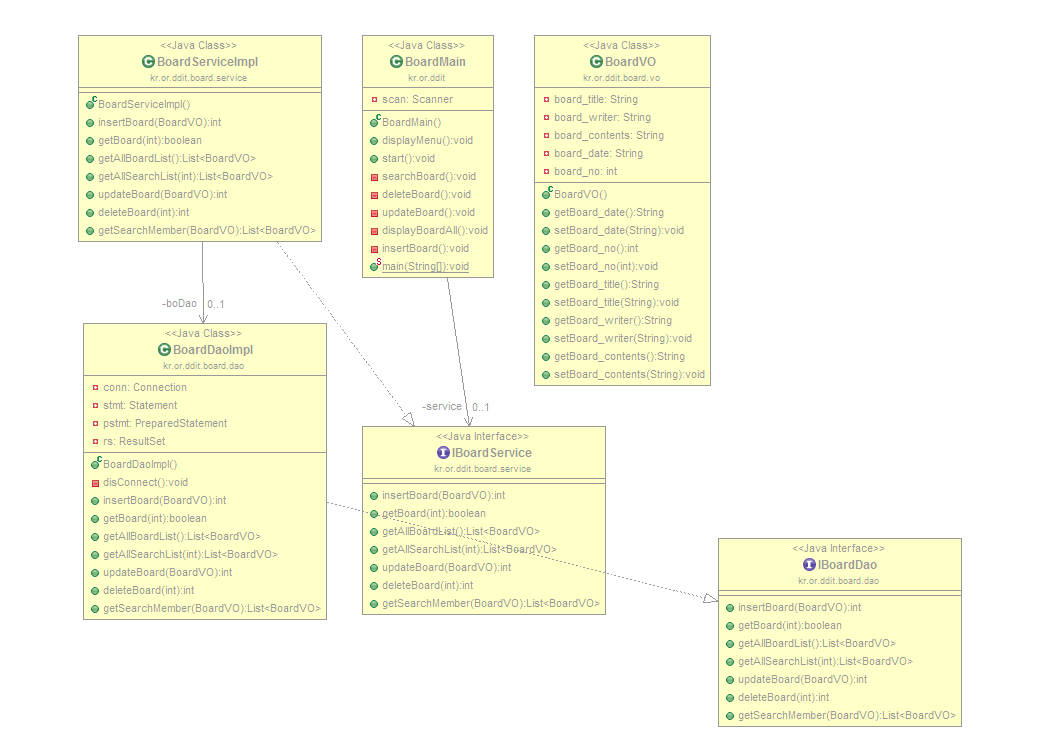 <<Java Class>>
BoardServiceImpl
kr.or.ddit.board.service
BoardServiceImpl()
insertBoard(BoardVO):int
getBoard(int):boolean
getAllBoardList():List<BoardVO>
getAllSearchList(int):List<BoardVO>
updateBoard(BoardVO):int
deleteBoard(int):int
getSearchMember(BoardVO):List<BoardVO>
<<Java Class>>
BoardMain
kr.or.ddit
scan: Scanner
BoardMain()
displayMenu():void
start():void
searchBoard():void
deleteBoard():void
updateBoard():void
displayBoardAll():void
insertBoard():void
main(String[]):void
<<Java Class>>
BoardVO
kr.or.ddit.board.vo
board_title: String
board_writer: String
board_contents: String
board_date: String
board_no: int
BoardVO()
getBoard_date():String
setBoard_date(String):void
getBoard_no():int
setBoard_no(int):void
getBoard_title():String
setBoard_title(String):void
getBoard_writer():String
setBoard_writer(String):void
getBoard_contents():String
setBoard_contents(String):void
-boDao 0..1
<<Java Class>>
BoardDaoImpl
kr.or.ddit.board.dao
conn: Connection
stmt: Statement
pstmt: PreparedStatement
rs: ResultSet
BoardDaoImpl()
disConnect():void
insertBoard(BoardVO):int
getBoard(int):boolean
getAllBoardList():List<BoardVO>
getAllSearchList(int):List<BoardVO>
updateBoard(BoardVO):int
deleteBoard(int):int
getSearchMember(BoardVO):List<BoardVO>
-service 0..1
<<Java Interface>>
IBoardService
kr.or.ddit.board.service
insertBoard(BoardVO):int
getBoard(int):boolean
getAllBoardList():List<BoardVO>
getAllSearchList(int):List<BoardVO>
updateBoard(BoardVO):int
deleteBoard(int):int
getSearchMember(BoardVO):List<BoardVO>
<<Java Interface>>
IBoardDao
kr.or.ddit.board.dao
insertBoard(BoardVO):int
getBoard(int):boolean
getAllBoardList():List<BoardVO>
getAllSearchList(int):List<BoardVO>
updateBoard(BoardVO):int
deleteBoard(int):int
getSearchMember(BoardVO):List<BoardVO>